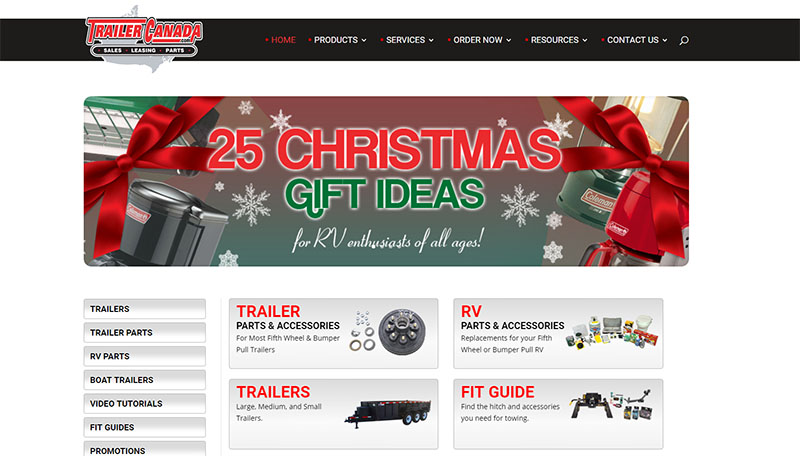 TRAILER CANADA
.com
SALES • LEASING • PARTS
• HOME
• PRODUCTS
• SERVICES
• ORDER NOW
• RESOURCES
• CONTACT US
25 CHRISTMAS
GIFT IDEAS
for RV enthusiasts of all ages!
Coleman
Coleman
Coleman
TRAILERS
TRAILER PARTS
RV PARTS
BOAT TRAILERS
VIDEO TUTORIALS
FIT GUIDES
PROMOTIONS
TRAILER
PARTS & ACCESSORIES
For Most Fifth Wheel & Bumper
Pull Trailers
RV
PARTS & ACCESSORIES
Replacements for your Fifth
Wheel or Bumper Pull RV
TRAILERS
Large, Medium, and Small
Trailers.
FIT GUIDE
Find the hitch and accessories
you need for towing.